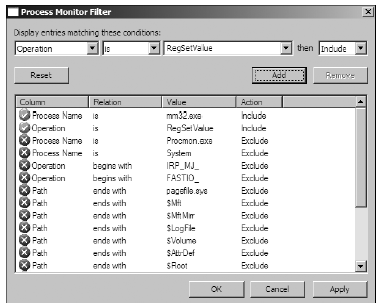 Process Monitor Filter
Display entries matching these conditions:
Operation is RegSetValue then Include
Reset Add Remove
Column Relation Value Action
Process Name is mm32.exe Include
Operation is RegSetValue Include
Process Name is Procmon.exe Exclude
Process Name is System Exclude
Operation begins with IRP_MJ_ Exclude
Operation begins with FASTIO_ Exclude
Path ends with pagefile.sys Exclude
Path ends with $Mft Exclude
Path ends with $MftMirr Exclude
Path ends with $LogFile Exclude
Path ends with $Volume Exclude
Path ends with $AttrDef Exclude
Path ends with $Root Exclude
OK Cancel Apply